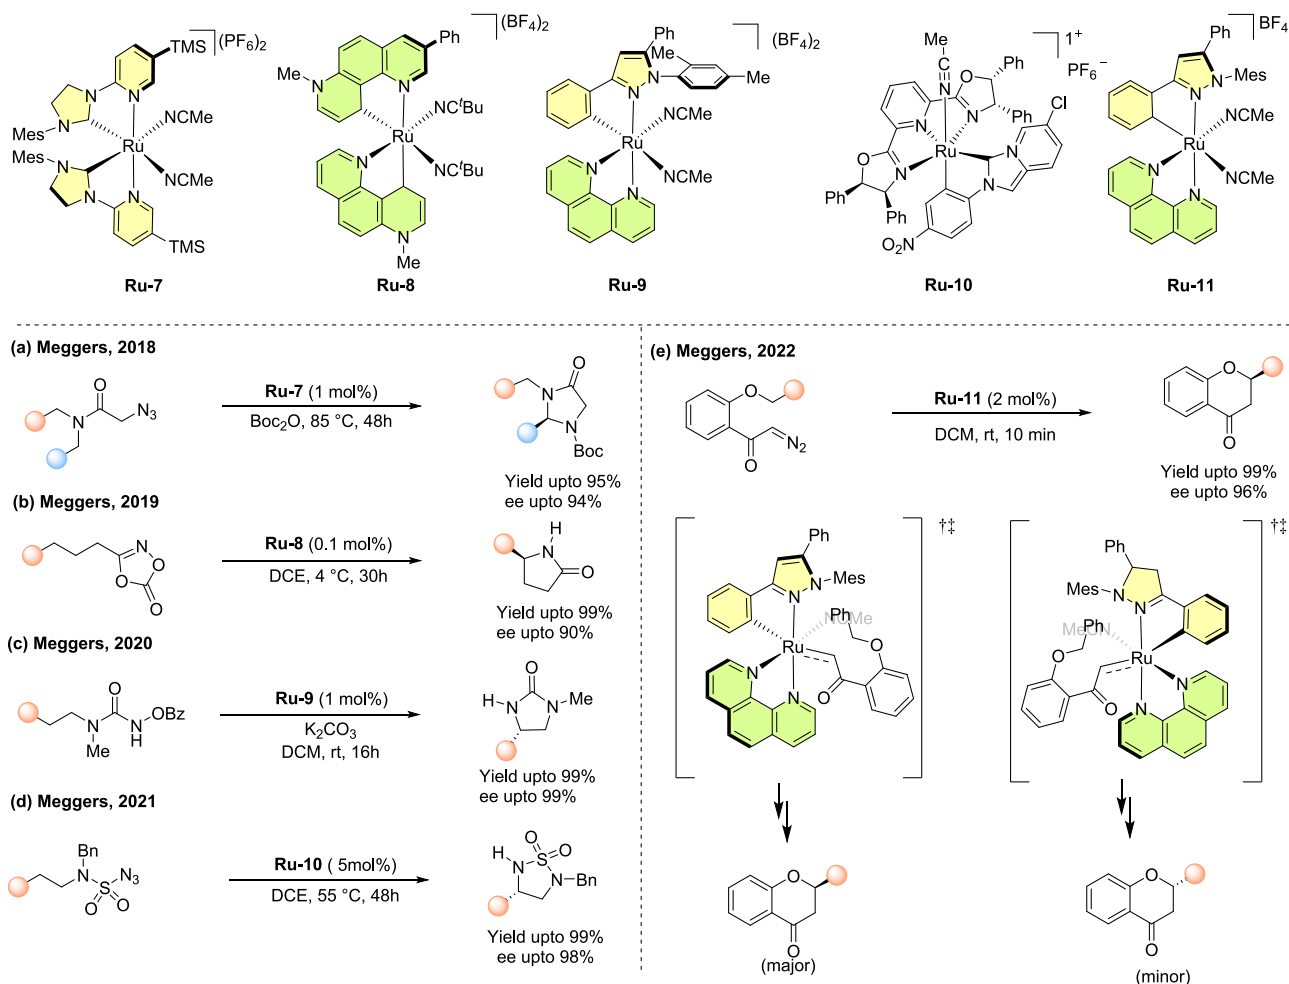 TMS
(PF6)2
N
N
N
NCMe
Mes
Ru
Mes
N
NCMe
N
N
TMS
Ru-7
(BF4)2
Ph
Me
N
N
NCtBu
Ru
N
NCtBu
N
Me
Ru-8
(BF4)2
Ph
Me
N
N
Me
NCMe
Ru
N
N
NCMe
Ru-9
Me
1+
PF6−
C
N
O
Ph
N
Ph
Cl
N
Ru
N
O
N
N
Ph
Ph
O2N
Ru-10
BF4
Ph
N
N
Mes
NCMe
Ru
N
N
NCMe
Ru-11
(a) Meggers, 2018
O
N
N3
Ru-7 (1 mol%)
Boc2O, 85 °C, 48h
O
N
N
Boc
Yield upto 95%
ee upto 94%
(b) Meggers, 2019
N
O
O
O
Ru-8 (0.1 mol%)
DCE, 4 °C, 30h
H
N
O
Yield upto 99%
ee upto 90%
(c) Meggers, 2020
O
N
N
H
OBz
Me
Ru-9 (1 mol%)
K2CO3
DCM, rt, 16h
O
H
N
N
Me
Yield upto 99%
ee upto 99%
(d) Meggers, 2021
Bn
N
S
N3
O
O
Ru-10 ( 5mol%)
DCE, 55 °C, 48h
O
O
H
N
S
N
Bn
Yield upto 99%
ee upto 98%
(e) Meggers, 2022
O
N2
O
Ru-11 (2 mol%)
DCM, rt, 10 min
O
O
Yield upto 99%
ee upto 96%
†‡
Ph
N
N
Mes
Ph
NCMe
O
Ru
N
O
N
†‡
Ph
Mes
N
N
Ph
MeCN
O
Ru
N
O
N
O
O
(major)
O
O
(minor)